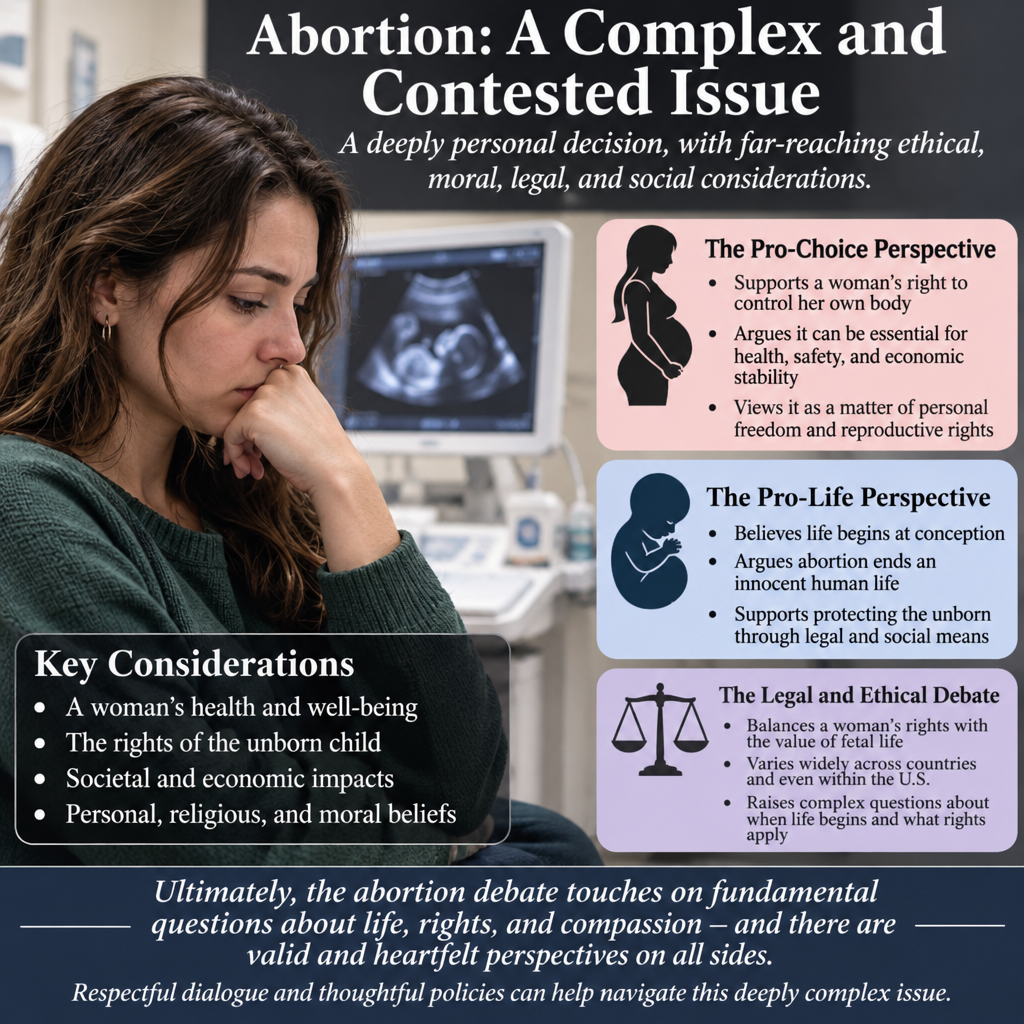 Abortion: A Complex and
Contested Issue
A deeply personal decision, with far-reaching ethical,
moral, legal, and social considerations.
The Pro-Choice Perspective
• Supports a woman's right to
control her own body
• Argues it can be essential for
health, safety, and economic
stability
• Views it as a matter of personal
freedom and reproductive rights
The Pro-Life Perspective
• Believes life begins at conception
• Argues abortion ends an
innocent human life
• Supports protecting the unborn
through legal and social means
Key Considerations
• A woman's health and well-being
• The rights of the unborn child
• Societal and economic impacts
• Personal, religious, and moral beliefs
The Legal and Ethical Debate
• Balances a woman's rights with
the value of fetal life
• Varies widely across countries
and even within the U.S.
• Raises complex questions about
when life begins and what rights
apply
Ultimately, the abortion debate touches on fundamental
questions about life, rights, and compassion – and there are
valid and heartfelt perspectives on all sides.
Respectful dialogue and thoughtful policies can help navigate this deeply complex issue.